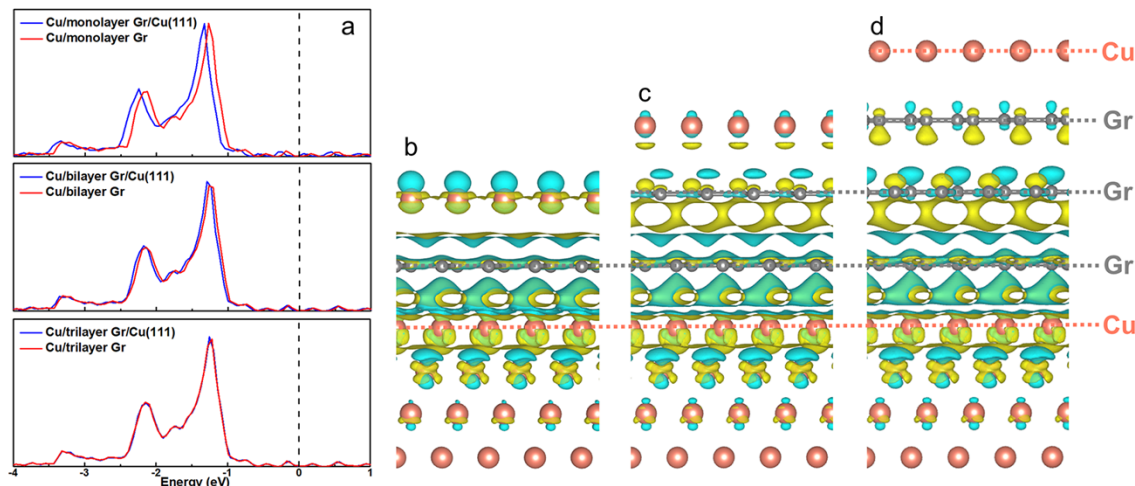 Cu/monolayer Gr/Cu(111)
Cu/monolayer Gr
a
Cu/bilayer Gr/Cu(111)
Cu/bilayer Gr
Cu/trilayer Gr/Cu(111)
Cu/trilayer Gr
-4 -3 -2 -1 0 1
Energy (eV)
b
c
d
Cu
Gr
Gr
Gr
Cu